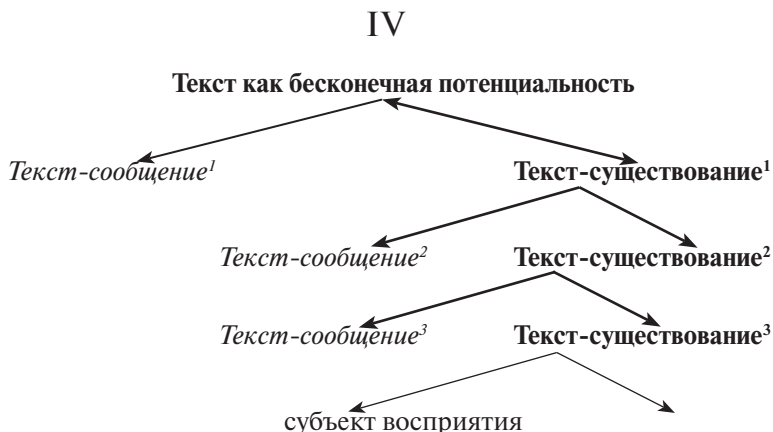 IV
Текст как бесконечная потенциальность
Текст-сообщение¹ Текст-существование¹
Текст-сообщение² Текст-существование²
Текст-сообщение³ Текст-существование³
субъект восприятия